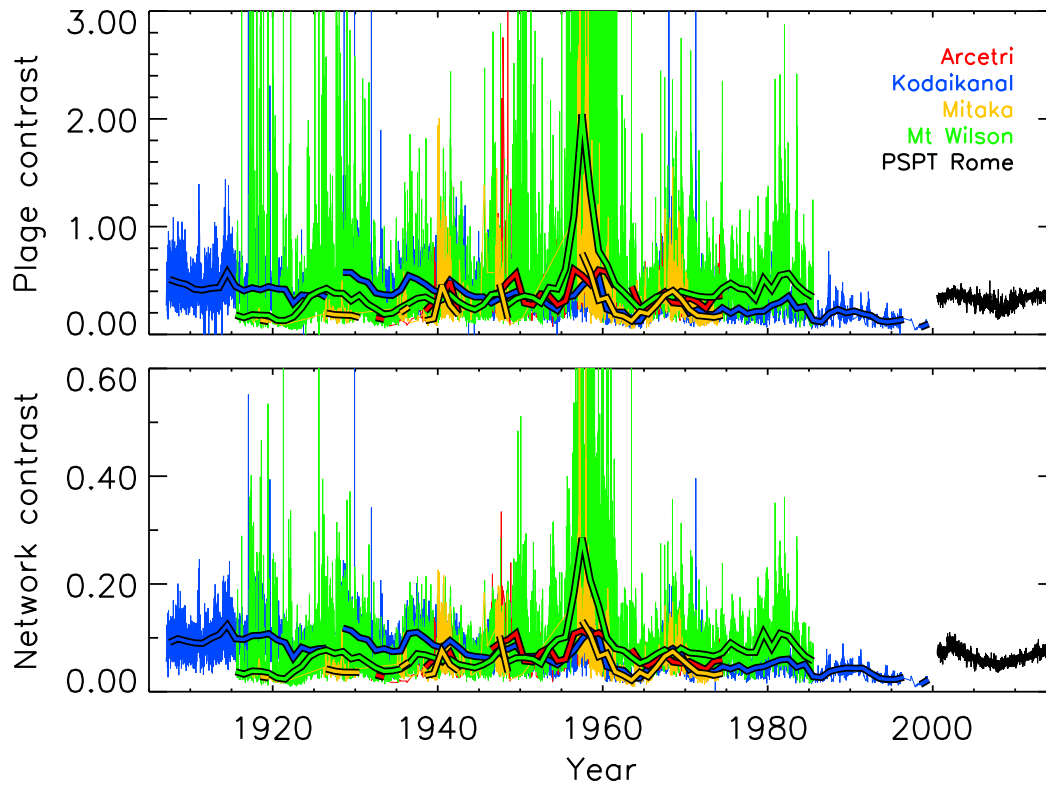 Plage contrast
3.00
2.00
1.00
0.00
Arcetri
Kodaikanal
Mitaka
Mt Wilson
PSPT Rome
Network contrast
0.60
0.40
0.20
0.00
1920 1940 1960 1980 2000
Year